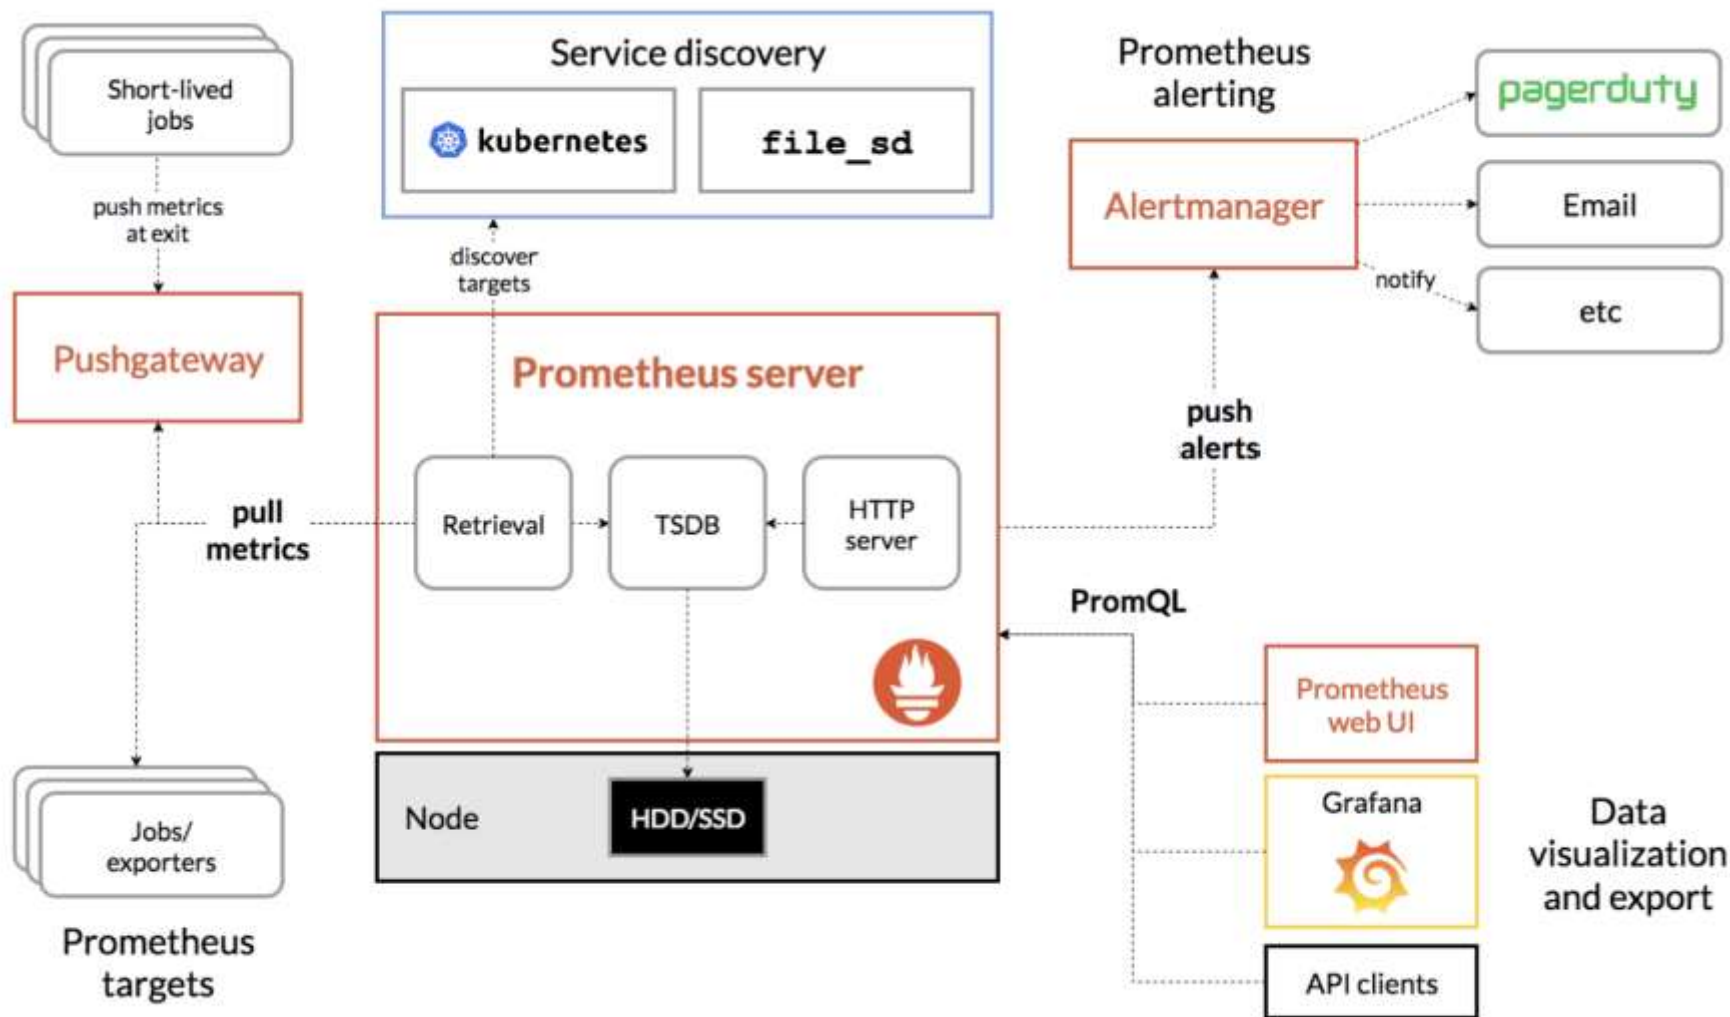 Short-lived
jobs
push metrics
at exit
Pushgateway
Service discovery
kubernetes
file_sd
discover
targets
Prometheus
alerting
Alertmanager
pagerduty
Email
notify
etc
Prometheus server
push
alerts
pull
metrics
Retrieval
TSDB
HTTP
server
PromQL
Node
HDD/SSD
Jobs/
exporters
Prometheus
targets
Prometheus
web UI
Grafana
API clients
Data
visualization
and export